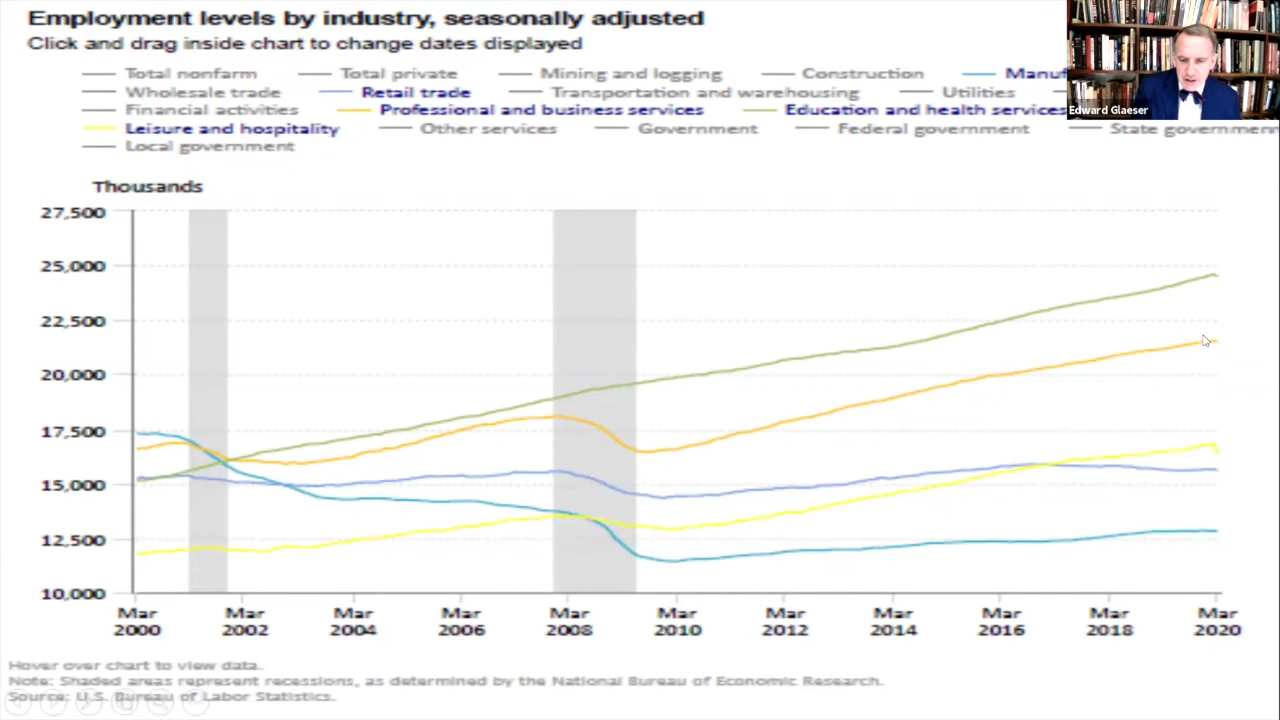 Employment levels by industry, seasonally adjusted
Click and drag inside chart to change dates displayed
Total nonfarm Total private Mining and logging Construction Manuf
Wholesale trade Retail trade Transportation and warehousing Utilities
Financial activities Professional and business services Education and health services
Edward Glaeser
Leisure and hospitality Other services Government Federal government State government
Local government
Thousands
27,500
25,000
22,500
20,000
17,500
15,000
12,500
10,000
Mar Mar Mar Mar Mar Mar Mar Mar Mar Mar Mar
2000 2002 2004 2006 2008 2010 2012 2014 2016 2018 2020
Hover over chart to view data.
Note: Shaded areas represent recessions, as determined by the National Bureau of Economic Research.
Source: U.S. Bureau of Labor Statistics.